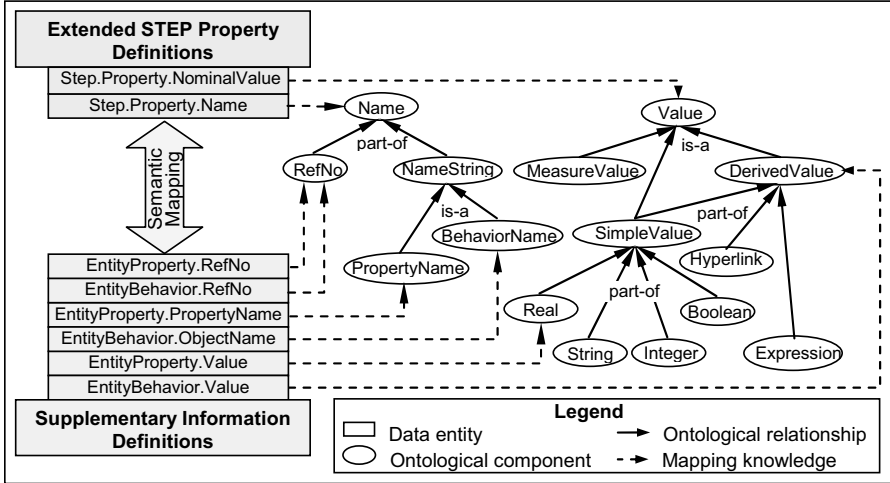 Extended STEP Property
Definitions
Step.Property.NominalValue
Step.Property.Name
Semantic
Mapping
EntityProperty.RefNo
EntityBehavior.RefNo
EntityProperty.PropertyName
EntityBehavior.ObjectName
EntityProperty.Value
EntityBehavior.Value
Supplementary Information
Definitions
Name
part-of
RefNo
NameString
is-a
BehaviorName
PropertyName
Value
is-a
MeasureValue
DerivedValue
part-of
SimpleValue
Hyperlink
part-of
Real
Boolean
String
Integer
Expression
Legend
Data entity
Ontological relationship
Ontological component
Mapping knowledge